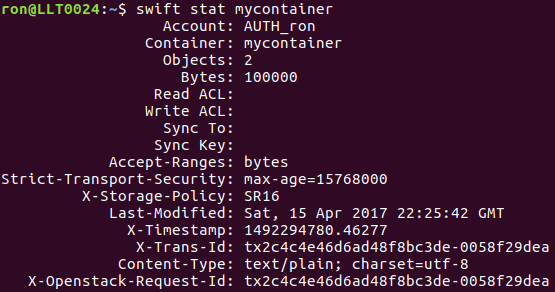 ron@LLT0024:~$ swift stat mycontainer
Account: AUTH_ron
Container: mycontainer
Objects: 2
Bytes: 100000
Read ACL:
Write ACL:
Sync To:
Sync Key:
Accept-Ranges: bytes
Strict-Transport-Security: max-age=15768000
X-Storage-Policy: SR16
Last-Modified: Sat, 15 Apr 2017 22:25:42 GMT
X-Timestamp: 1492294780.46277
X-Trans-Id: tx2c4c4e46d6ad48f8bc3de-0058f29dea
Content-Type: text/plain; charset=utf-8
X-Openstack-Request-Id: tx2c4c4e46d6ad48f8bc3de-0058f29dea